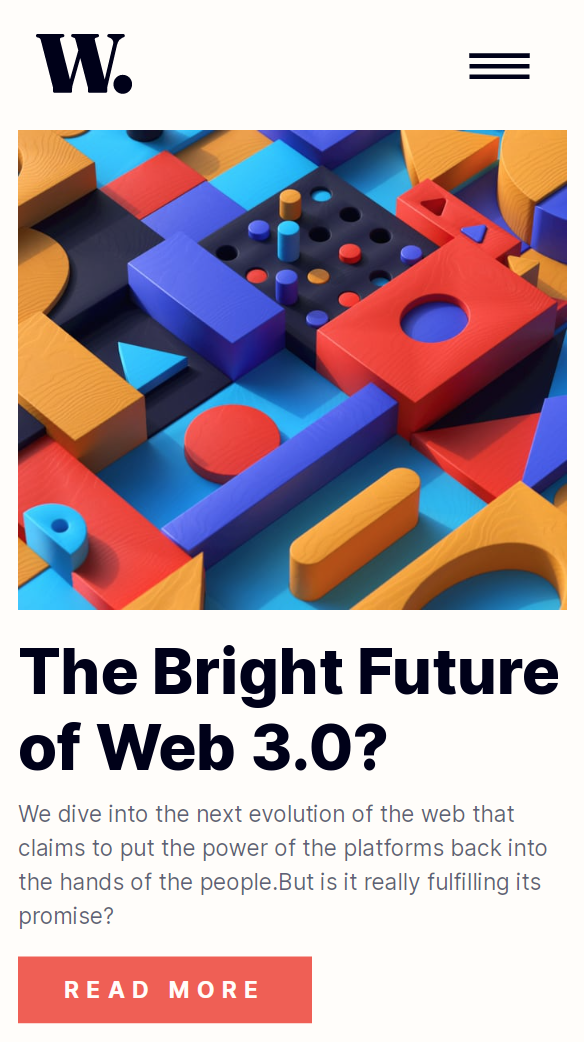 W.
The Bright Future
of Web 3.0?
We dive into the next evolution of the web that
claims to put the power of the platforms back into
the hands of the people.But is it really fulfilling its
promise?
READ MORE